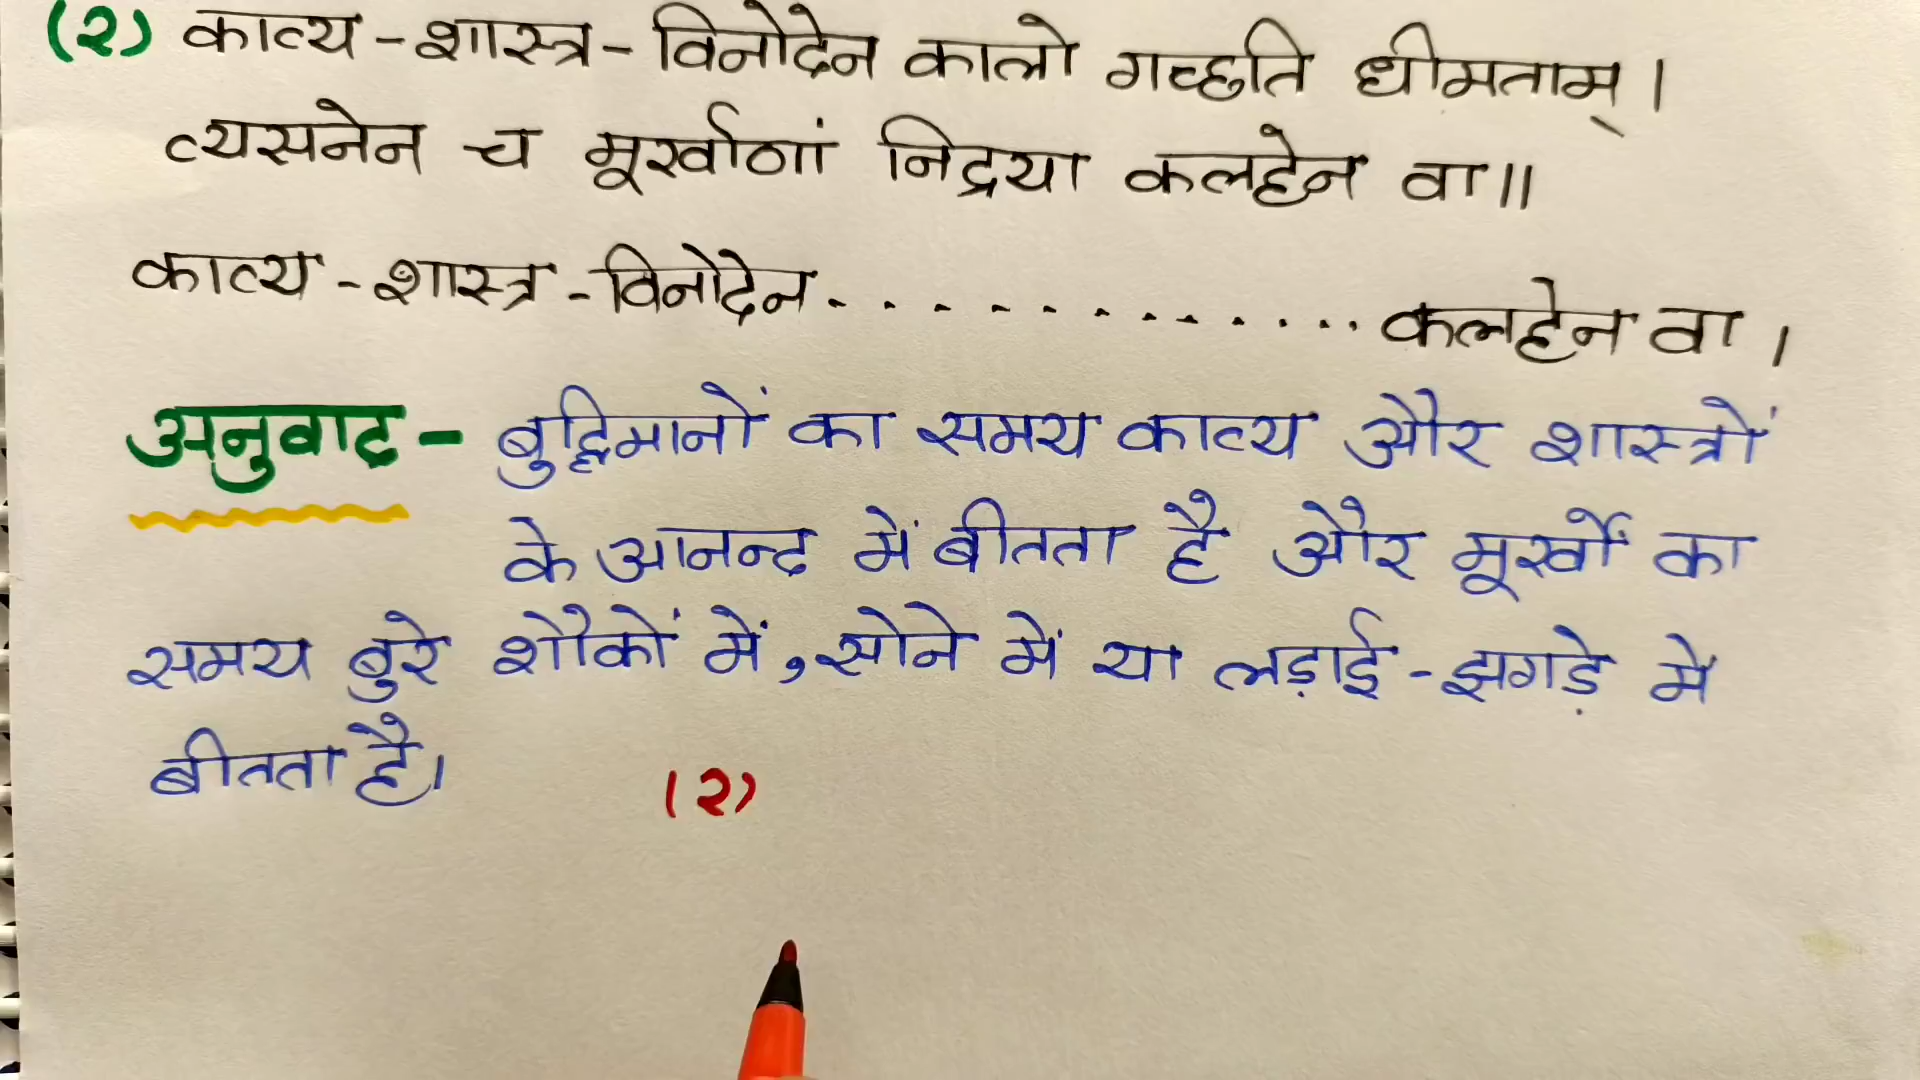 (२) काव्य - शास्त्र - विनोदेन कालो गच्छति धीमताम् ।
व्यसनेन च मूर्खाणां निद्रया कलहेन वा॥
काव्य - शास्त्र - विनोदेन - . . . . . . . . . . . . . कलहेन वा ।
अनुवाद - बुद्धिमानों का समय काव्य और शास्त्रों
के आनन्द में बीतता है और मूर्खों का
समय बुरे शौकों में, सोने में या लड़ाई - झगड़े मे
बीतता है।
(२)